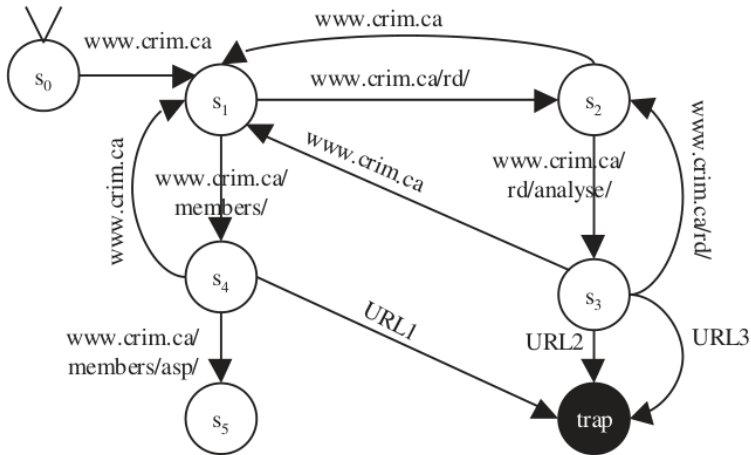 www.crim.ca
www.crim.ca
s0
s1
www.crim.ca/rd/
s2
www.crim.ca
www.crim.ca/
members/
www.crim.ca
www.crim.ca/
rd/analyse/
www.crim.ca/rd/
s4
s3
URL1
www.crim.ca/
members/asp/
URL2
URL3
s5
trap